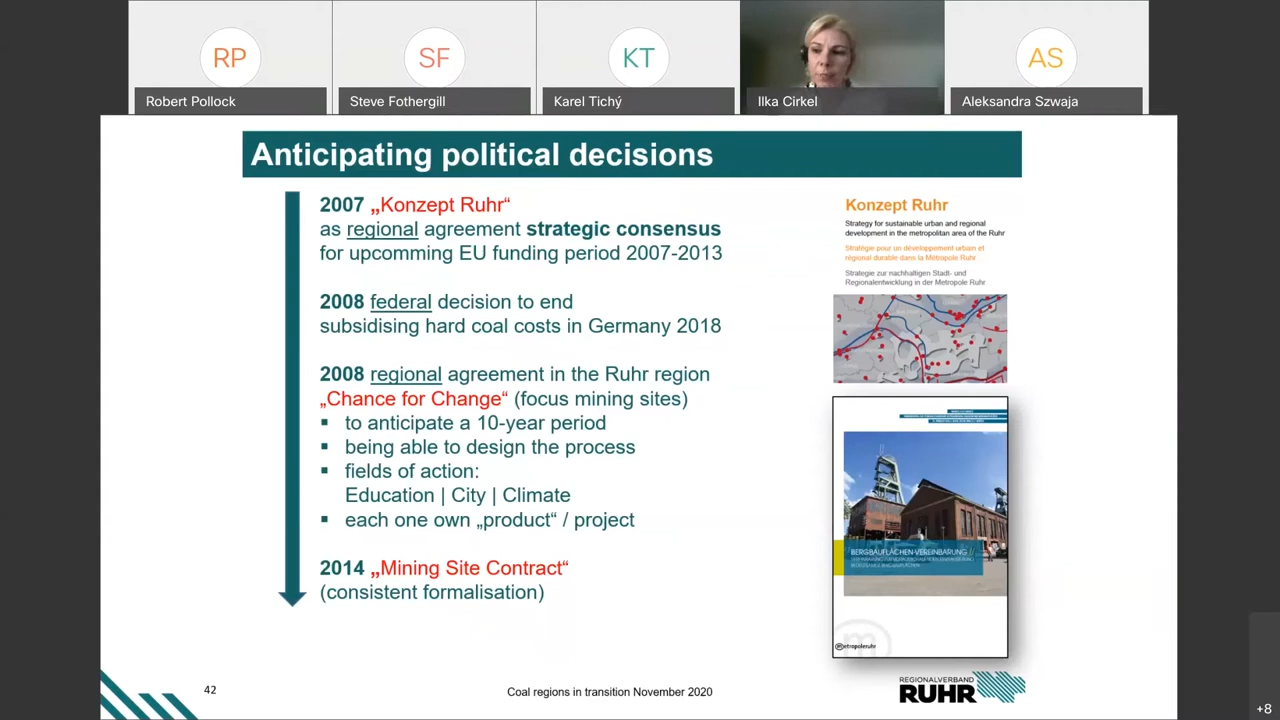 RP
SF
KT
AS
Robert Pollock
Steve Fothergill
Karel Tichý
Ilka Cirkel
Aleksandra Szwaja
Anticipating political decisions
2007 „Konzept Ruhr“
as regional agreement strategic consensus
for upcomming EU funding period 2007-2013
2008 federal decision to end
subsidising hard coal costs in Germany 2018
2008 regional agreement in the Ruhr region
„Chance for Change“ (focus mining sites)
▪ to anticipate a 10-year period
▪ being able to design the process
▪ fields of action:
Education | City | Climate
▪ each one own „product“ / project
2014 „Mining Site Contract“
(consistent formalisation)
Konzept Ruhr
Strategy for sustainable urban and regional
development in the metropolitan area of the Ruhr
Stratégie pour un développement urbain et
régional durable dans la Métropole Ruhr
Strategie zur nachhaltigen Stadt- und
Regionalentwicklung in der Metropole Ruhr
BERGBAUFLÄCHEN-VEREINBARUNG
metropoleruhr
42
Coal regions in transition November 2020
REGIONALVERBAND
RUHR
+8